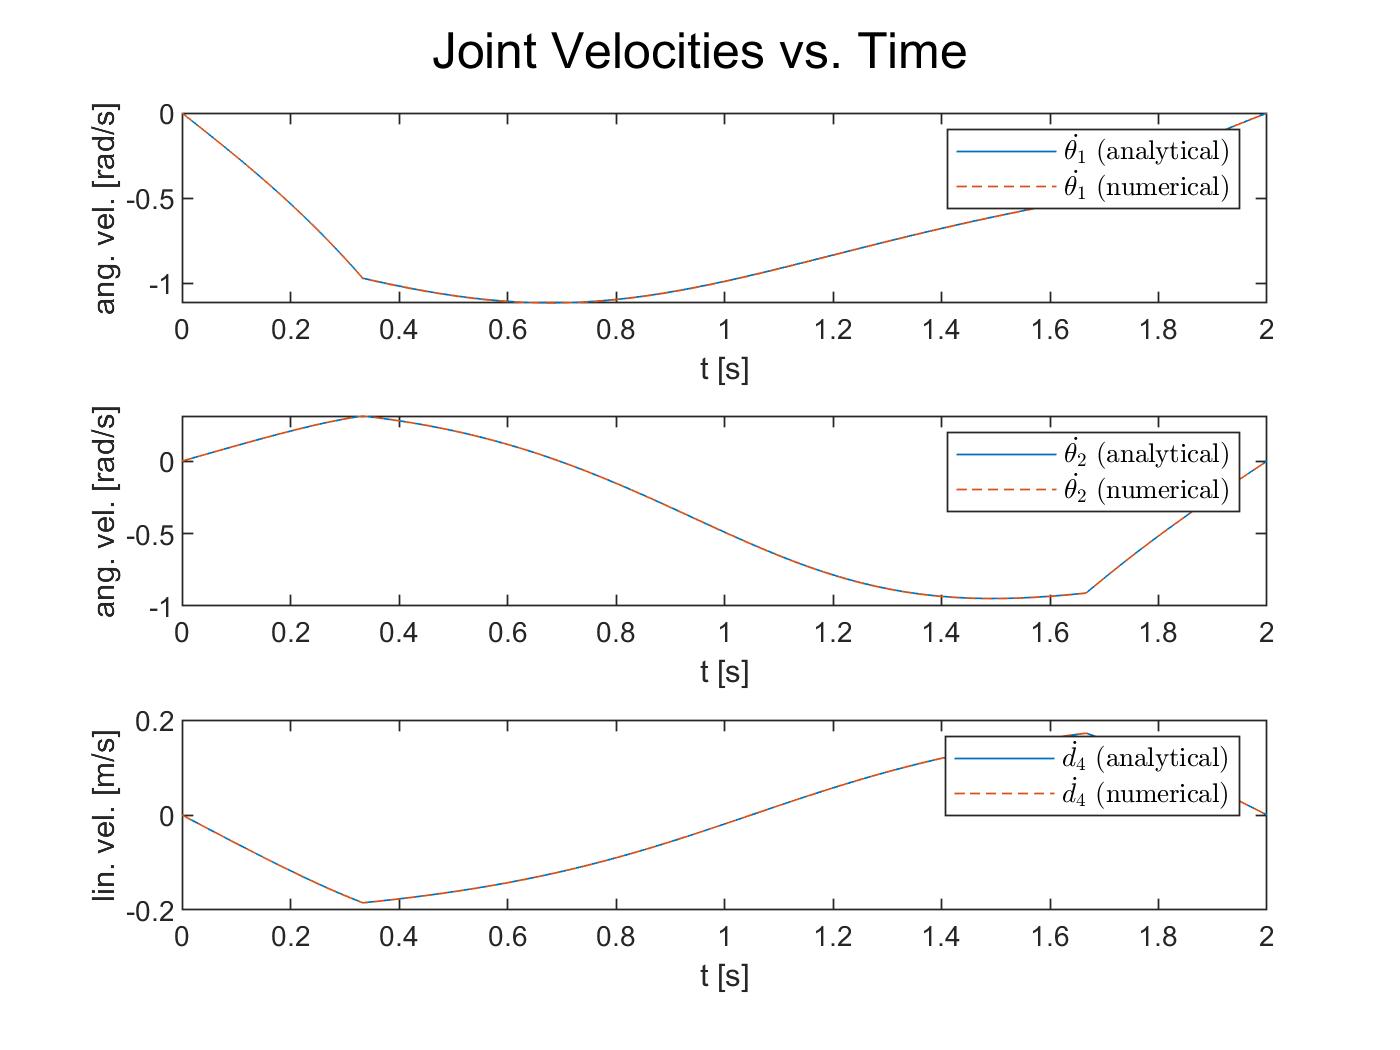 Joint Velocities vs. Time
ang. vel. [rad/s]
0
-0.5
-1
θ̇₁ (analytical)
θ̇₁ (numerical)
0 0.2 0.4 0.6 0.8 1 1.2 1.4 1.6 1.8 2
t [s]
ang. vel. [rad/s]
0
-0.5
-1
θ̇₂ (analytical)
θ̇₂ (numerical)
0 0.2 0.4 0.6 0.8 1 1.2 1.4 1.6 1.8 2
t [s]
lin. vel. [m/s]
0.2
0
-0.2
ḋ₄ (analytical)
ḋ₄ (numerical)
0 0.2 0.4 0.6 0.8 1 1.2 1.4 1.6 1.8 2
t [s]